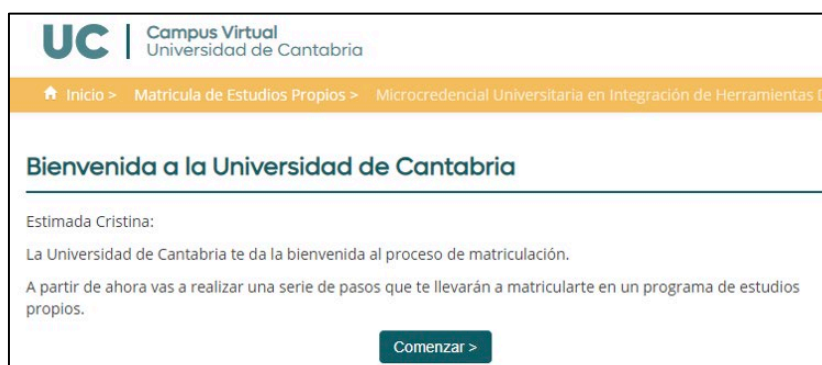 UC
Campus Virtual
Universidad de Cantabria
Inicio > Matricula de Estudios Propios > Microcredencial Universitaria en Integración de Herramientas
Bienvenida a la Universidad de Cantabria
Estimada Cristina:
La Universidad de Cantabria te da la bienvenida al proceso de matriculación.
A partir de ahora vas a realizar una serie de pasos que te llevarán a matricularte en un programa de estudios
propios.
Comenzar >